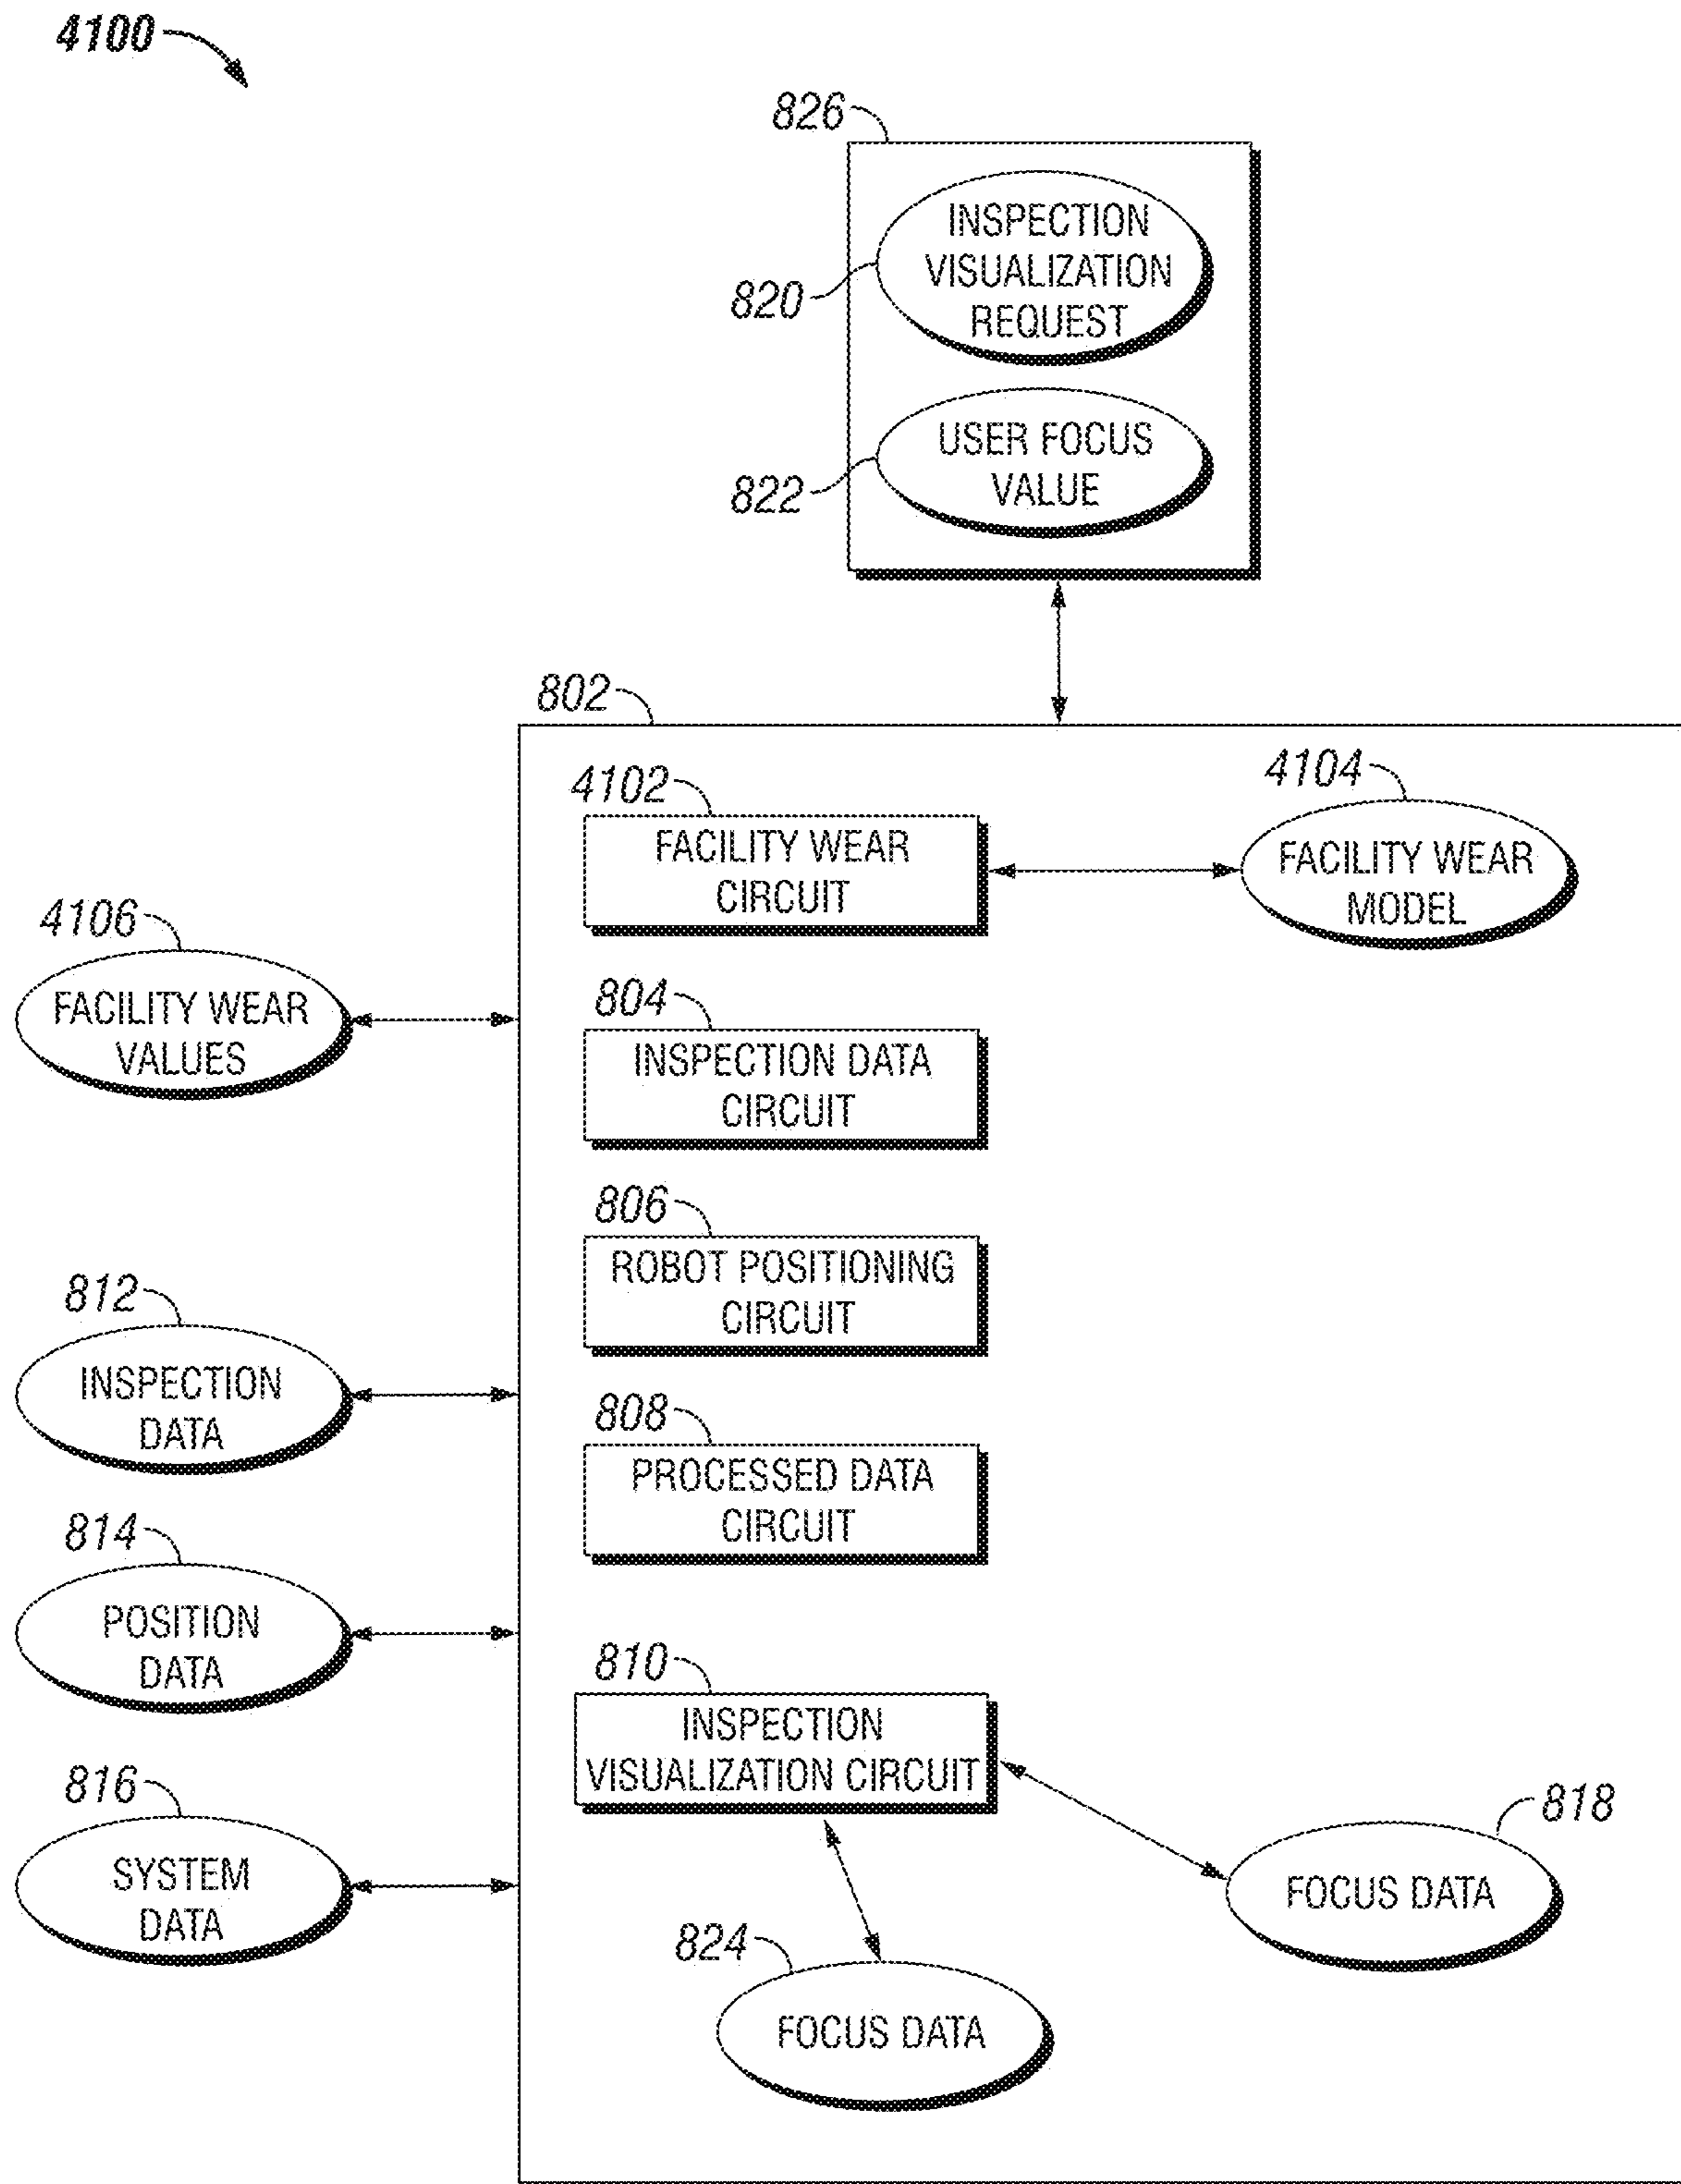 4100
826
INSPECTION
VISUALIZATION
REQUEST
820
USER FOCUS
VALUE
822
802
4102
FACILITY WEAR
CIRCUIT
4104
FACILITY WEAR
MODEL
4106
FACILITY WEAR
VALUES
804
INSPECTION DATA
CIRCUIT
806
ROBOT POSITIONING
CIRCUIT
812
INSPECTION
DATA
808
PROCESSED DATA
CIRCUIT
814
POSITION
DATA
810
INSPECTION
VISUALIZATION CIRCUIT
816
SYSTEM
DATA
818
FOCUS DATA
824
FOCUS DATA